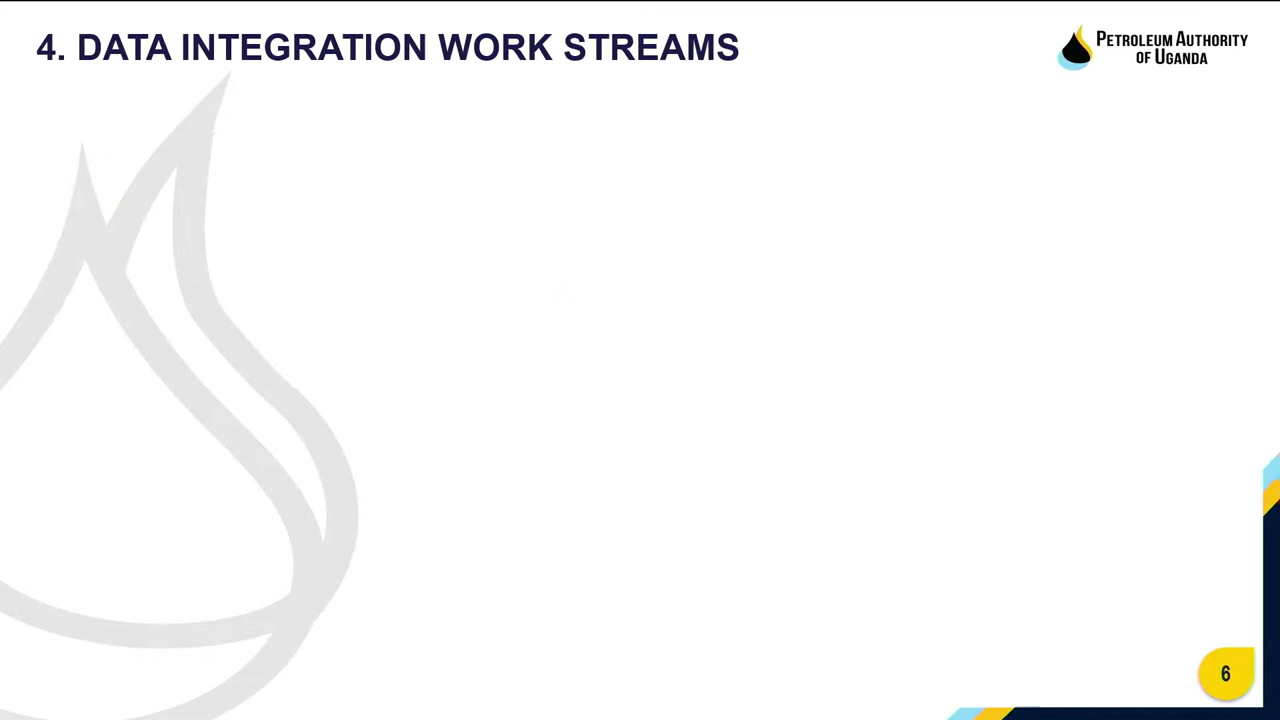 4. DATA INTEGRATION WORK STREAMS
PETROLEUM AUTHORITY
OF UGANDA
6